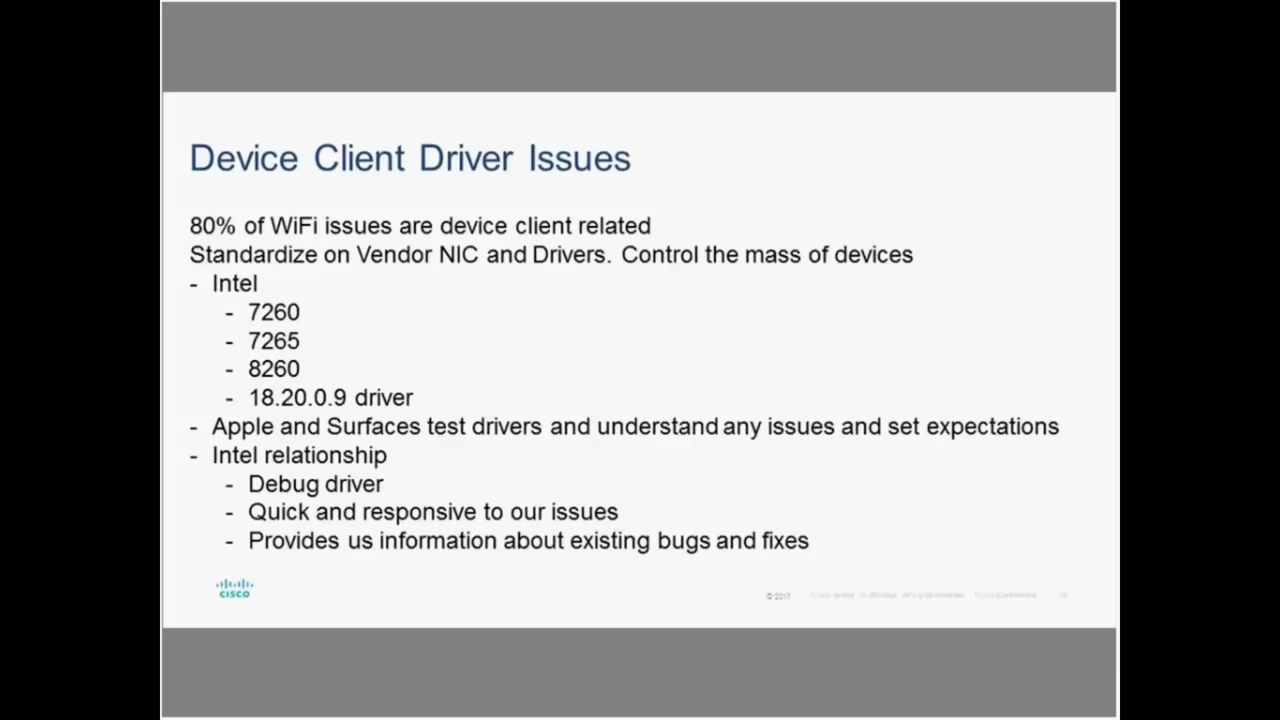 Device Client Driver Issues
80% of WiFi issues are device client related
Standardize on Vendor NIC and Drivers. Control the mass of devices
- Intel
- 7260
- 7265
- 8260
- 18.20.0.9 driver
- Apple and Surfaces test drivers and understand any issues and set expectations
- Intel relationship
- Debug driver
- Quick and responsive to our issues
- Provides us information about existing bugs and fixes
CISCO
© 2017